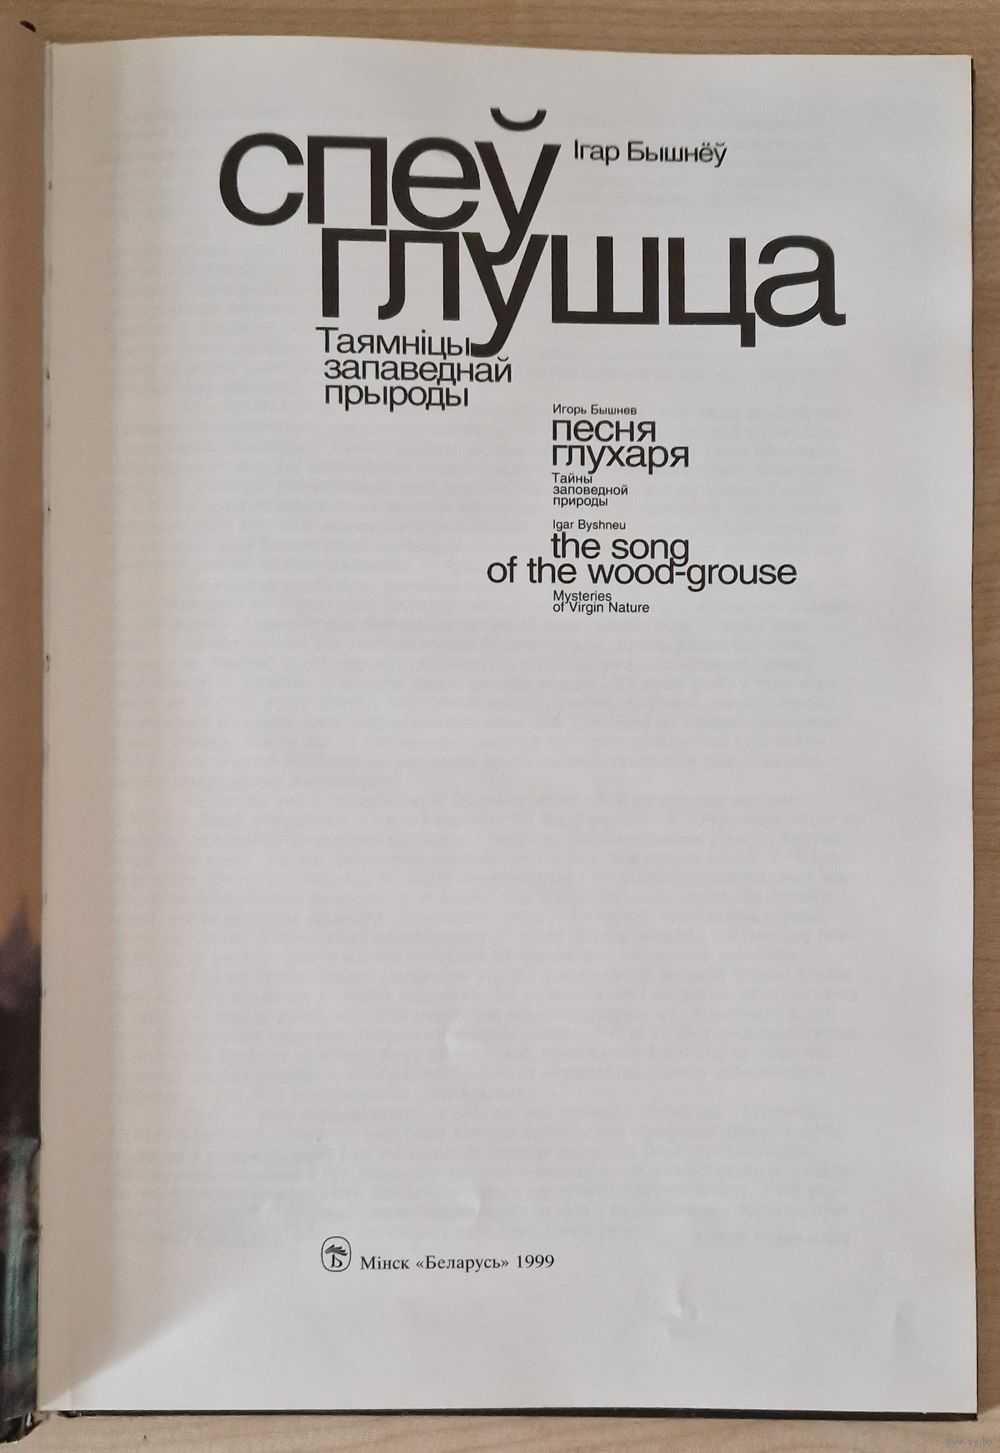 спеў
Ігар Бышнёў
глушца
Таямніцы
запаведнай
прыроды
Игорь Бышнев
песня
глухаря
Тайны
заповедной
природы
Igar Byshneu
the song
of the wood-grouse
Mysteries
of Virgin Nature
Б
Мінск «Беларусь» 1999